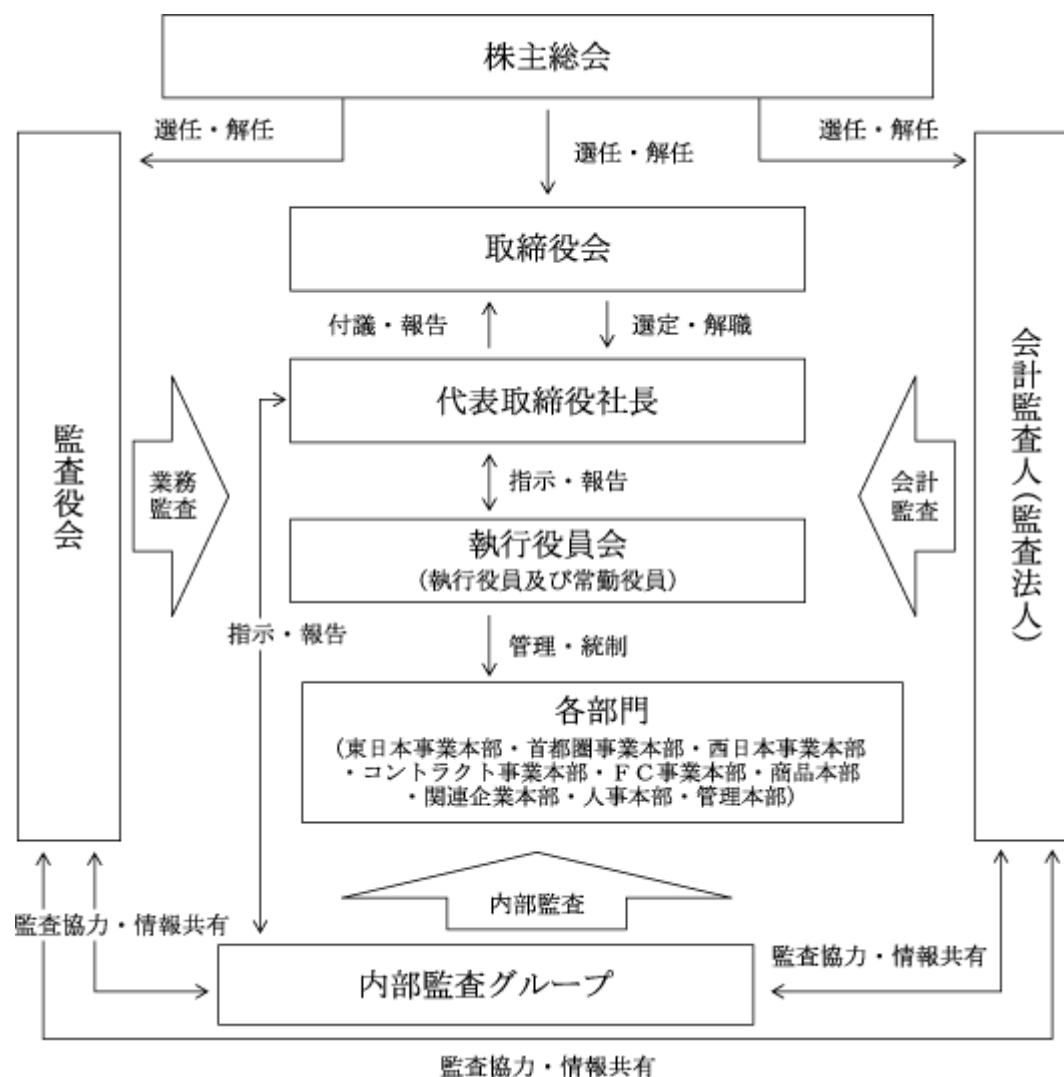 株主総会
選任・解任
選任・解任
選任・解任
取締役会
付議・報告
選定・解職
代表取締役社長
監査役会
業務
監査
会計
監査
会計監査人(監査法人)
指示・報告
執行役員会
(執行役員及び常勤役員)
指示・報告
管理・統制
各部門
(東日本事業本部・首都圏事業本部・西日本事業本部
・コントラクト事業本部・FC事業本部・商品本部
・関連企業本部・人事本部・管理本部)
内部監査
監査協力・情報共有
監査協力・情報共有
内部監査グループ
監査協力・情報共有